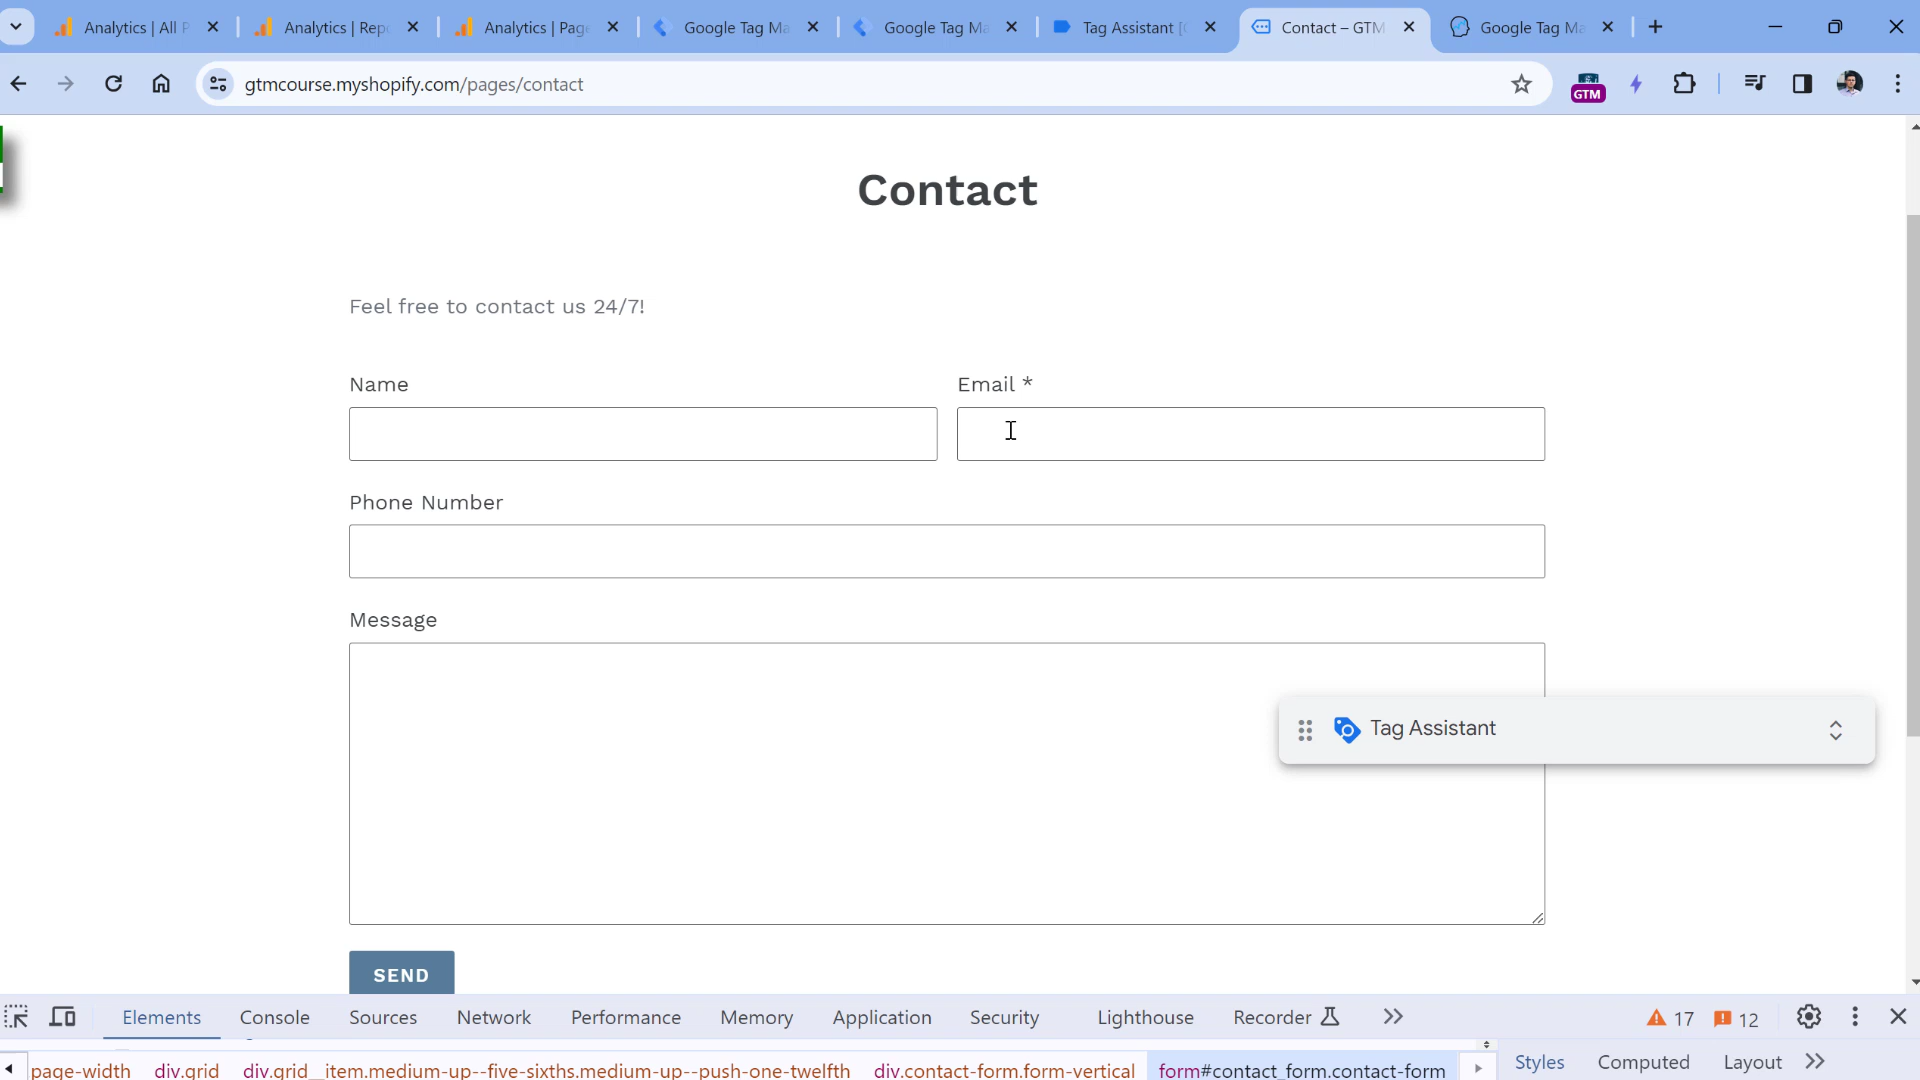 Analytics | All P
Analytics | Repo
Analytics | Page
Google Tag Ma
Google Tag Ma
Tag Assistant [
Contact – GTM
Google Tag Ma
gtmcourse.myshopify.com/pages/contact
GTM
Contact
Feel free to contact us 24/7!
Name
Email *
Phone Number
Message
Tag Assistant
SEND
Elements
Console
Sources
Network
Performance
Memory
Application
Security
Lighthouse
Recorder
17
12
page-width div.grid div.grid__item.medium-up--five-sixths.medium-up--push-one-twelfth div.contact-form.form-vertical form#contact_form.contact-form
Styles
Computed
Layout